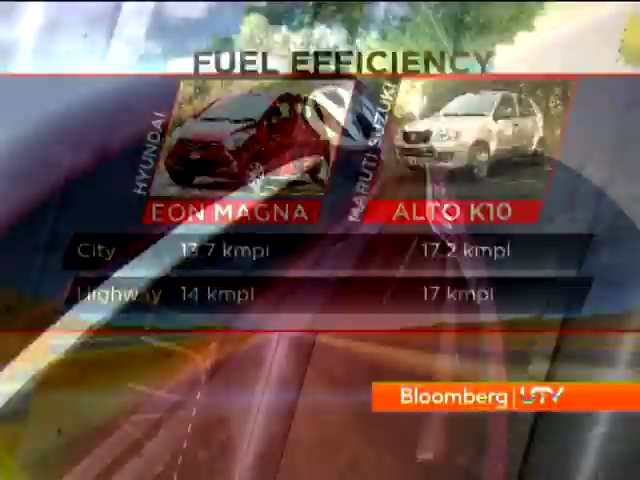 FUEL EFFICIENCY
HYUNDAI
MARUTI SUZUKI
EON MAGNA ALTO K10
City 13.7 kmpl 17.2 kmpl
Highway 14 kmpl 17 kmpl
Bloomberg | UTV